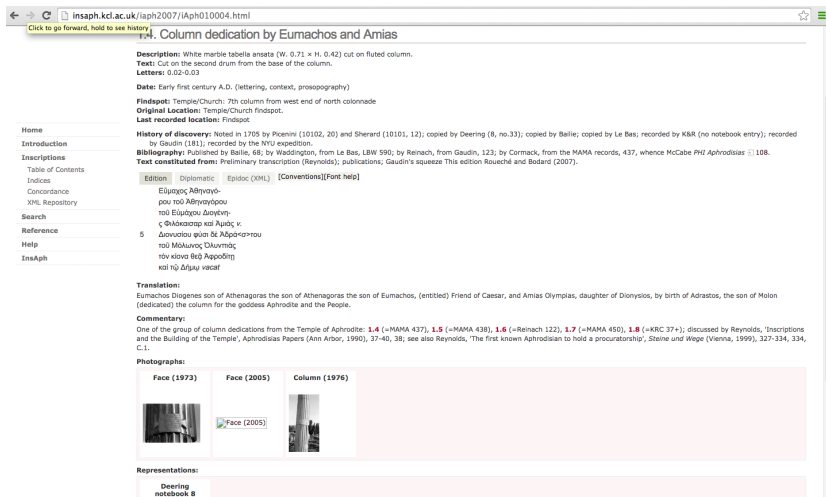 insaph.kcl.ac.uk/iaph2007/iAph010004.html
Click to go forward, hold to see history
1.4. Column dedication by Eumachos and Amias
Description: White marble tabella ansata (W. 0.71 × H. 0.42) cut on fluted column.
Text: Cut on the second drum from the base of the column.
Letters: 0.02-0.03
Date: Early first century A.D. (lettering, context, prosopography)
Findspot: Temple/Church: 7th column from west end of north colonnade
Original Location: Temple/Church findspot.
Last recorded location: Findspot
History of discovery: Noted in 1705 by Picenini (10102, 20) and Sherard (10101, 12); copied by Deering (8, no.33); copied by Bailie; copied by Le Bas; recorded by K&R (no notebook entry); recorded
by Gaudin (181); recorded by the NYU expedition.
Bibliography: Published by Bailie, 68; by Waddington, from Le Bas, LBW 590; by Reinach, from Gaudin, 123; by Cormack, from the MAMA records, 437, whence McCabe PHI Aphrodisias 108.
Text constituted from: Preliminary transcription (Reynolds); publications; Gaudin's squeeze This edition Roueché and Bodard (2007).
Home
Introduction
Inscriptions
Table of Contents
Indices
Concordance
XML Repository
Search
Reference
Help
InsAph
Edition Diplomatic Epidoc (XML) [Conventions][Font help]
Εὔμαχος Ἀθηναγό-
ρου τοῦ Ἀθηναγόρου
τοῦ Εὐμάχου Διογένη-
ς Φιλόκαισαρ καὶ Ἀμιὰς v.
5 Διονυσίου φύσι δὲ Ἀδρά<σ>του
τοῦ Μόλωνος Ὀλυντιὰς
τὸν κίονα θεᾷ Ἀφροδίτῃ
καὶ τῷ Δήμῳ vacat
Translation:
Eumachos Diogenes son of Athenagoras the son of Athenagoras the son of Eumachos, (entitled) Friend of Caesar, and Amias Olympias, daughter of Dionysios, by birth of Adrastos, the son of Molon
(dedicated) the column for the goddess Aphrodite and the People.
Commentary:
One of the group of column dedications from the Temple of Aphrodite: 1.4 (=MAMA 437), 1.5 (=MAMA 438), 1.6 (=Reinach 122), 1.7 (=MAMA 450), 1.8 (=KRC 37+); discussed by Reynolds, 'Inscriptions
and the Building of the Temple', Aphrodisias Papers (Ann Arbor, 1990), 37-40, 38; see also Reynolds, 'The first known Aphrodisian to hold a procuratorship', Steine und Wege (Vienna, 1999), 327-334, 334,
C.1.
Photographs:
Face (1973) Face (2005) Column (1976)
Face (2005)
Representations:
Deering
notebook 8